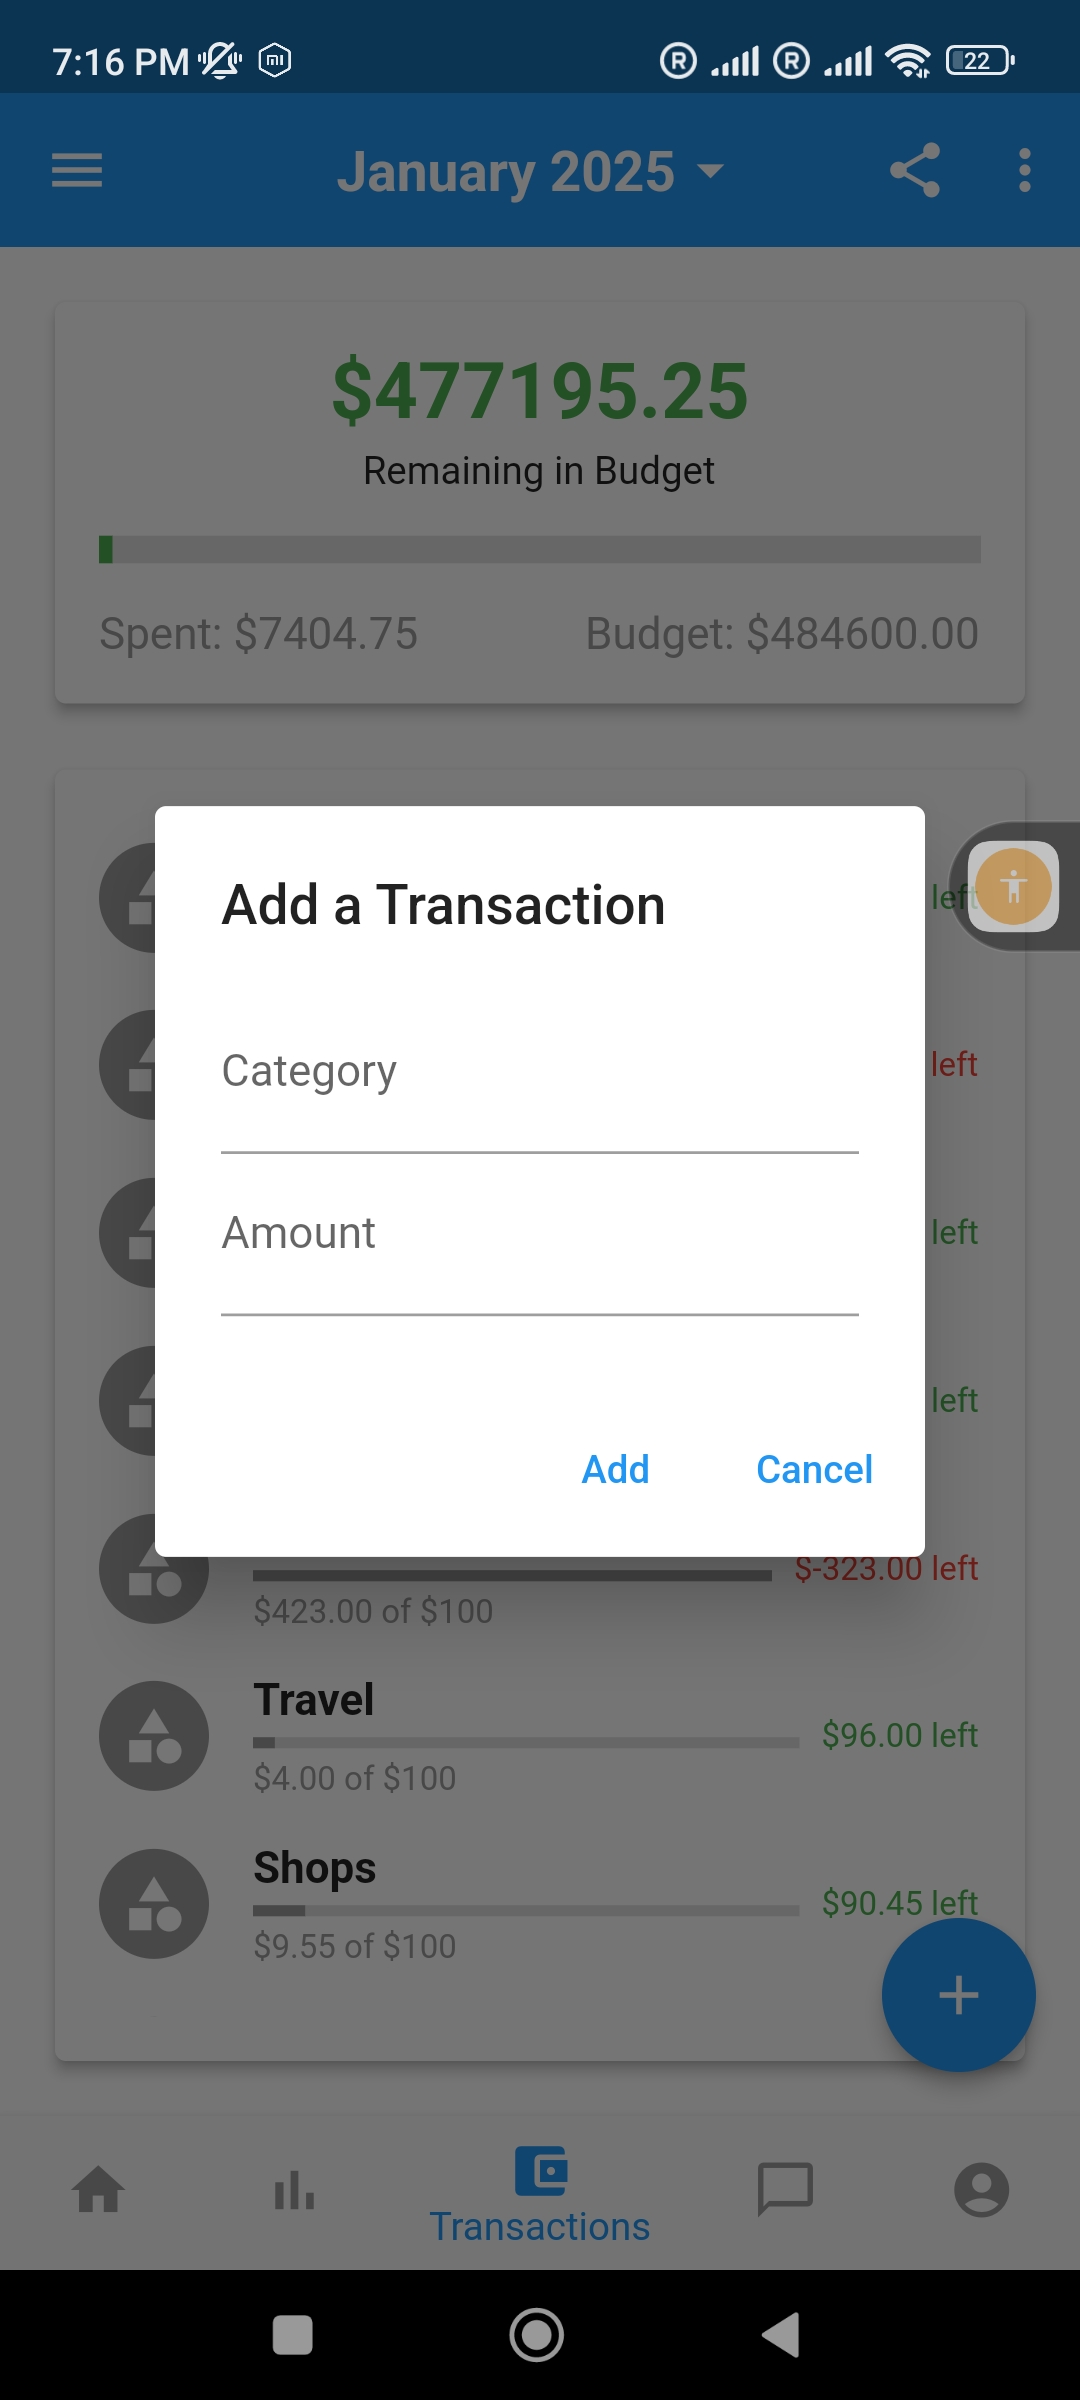 7:16 PM
22
January 2025
$477195.25
Remaining in Budget
Spent: $7404.75
Budget: $484600.00
Add a Transaction
left
Category
left
Amount
left
left
Add
Cancel
$-323.00 left
$423.00 of $100
Travel
$96.00 left
$4.00 of $100
Shops
$90.45 left
$9.55 of $100
Transactions